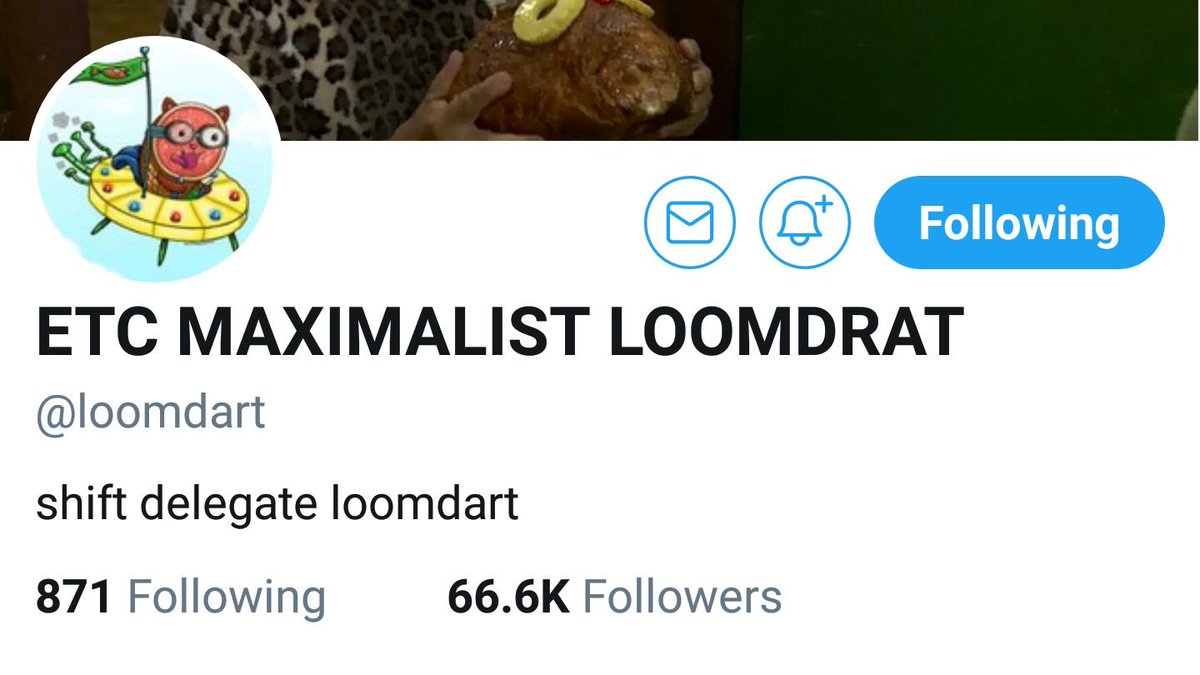 Following
ETC MAXIMALIST LOOMDRAT
@loomdart
shift delegate loomdart
871 Following 66.6K Followers